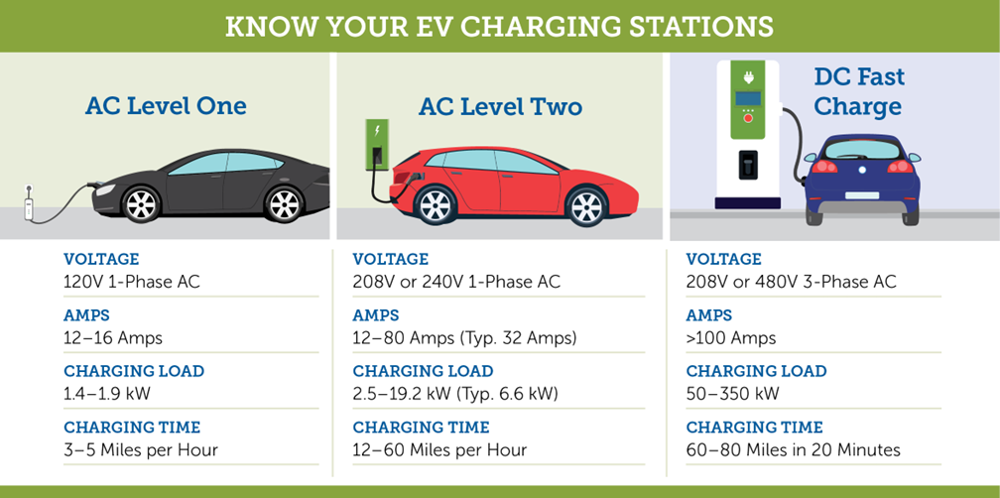 KNOW YOUR EV CHARGING STATIONS
AC Level One
VOLTAGE
120V 1-Phase AC
AMPS
12–16 Amps
CHARGING LOAD
1.4–1.9 kW
CHARGING TIME
3–5 Miles per Hour
AC Level Two
VOLTAGE
208V or 240V 1-Phase AC
AMPS
12–80 Amps (Typ. 32 Amps)
CHARGING LOAD
2.5–19.2 kW (Typ. 6.6 kW)
CHARGING TIME
12–60 Miles per Hour
DC Fast
Charge
VOLTAGE
208V or 480V 3-Phase AC
AMPS
>100 Amps
CHARGING LOAD
50–350 kW
CHARGING TIME
60–80 Miles in 20 Minutes